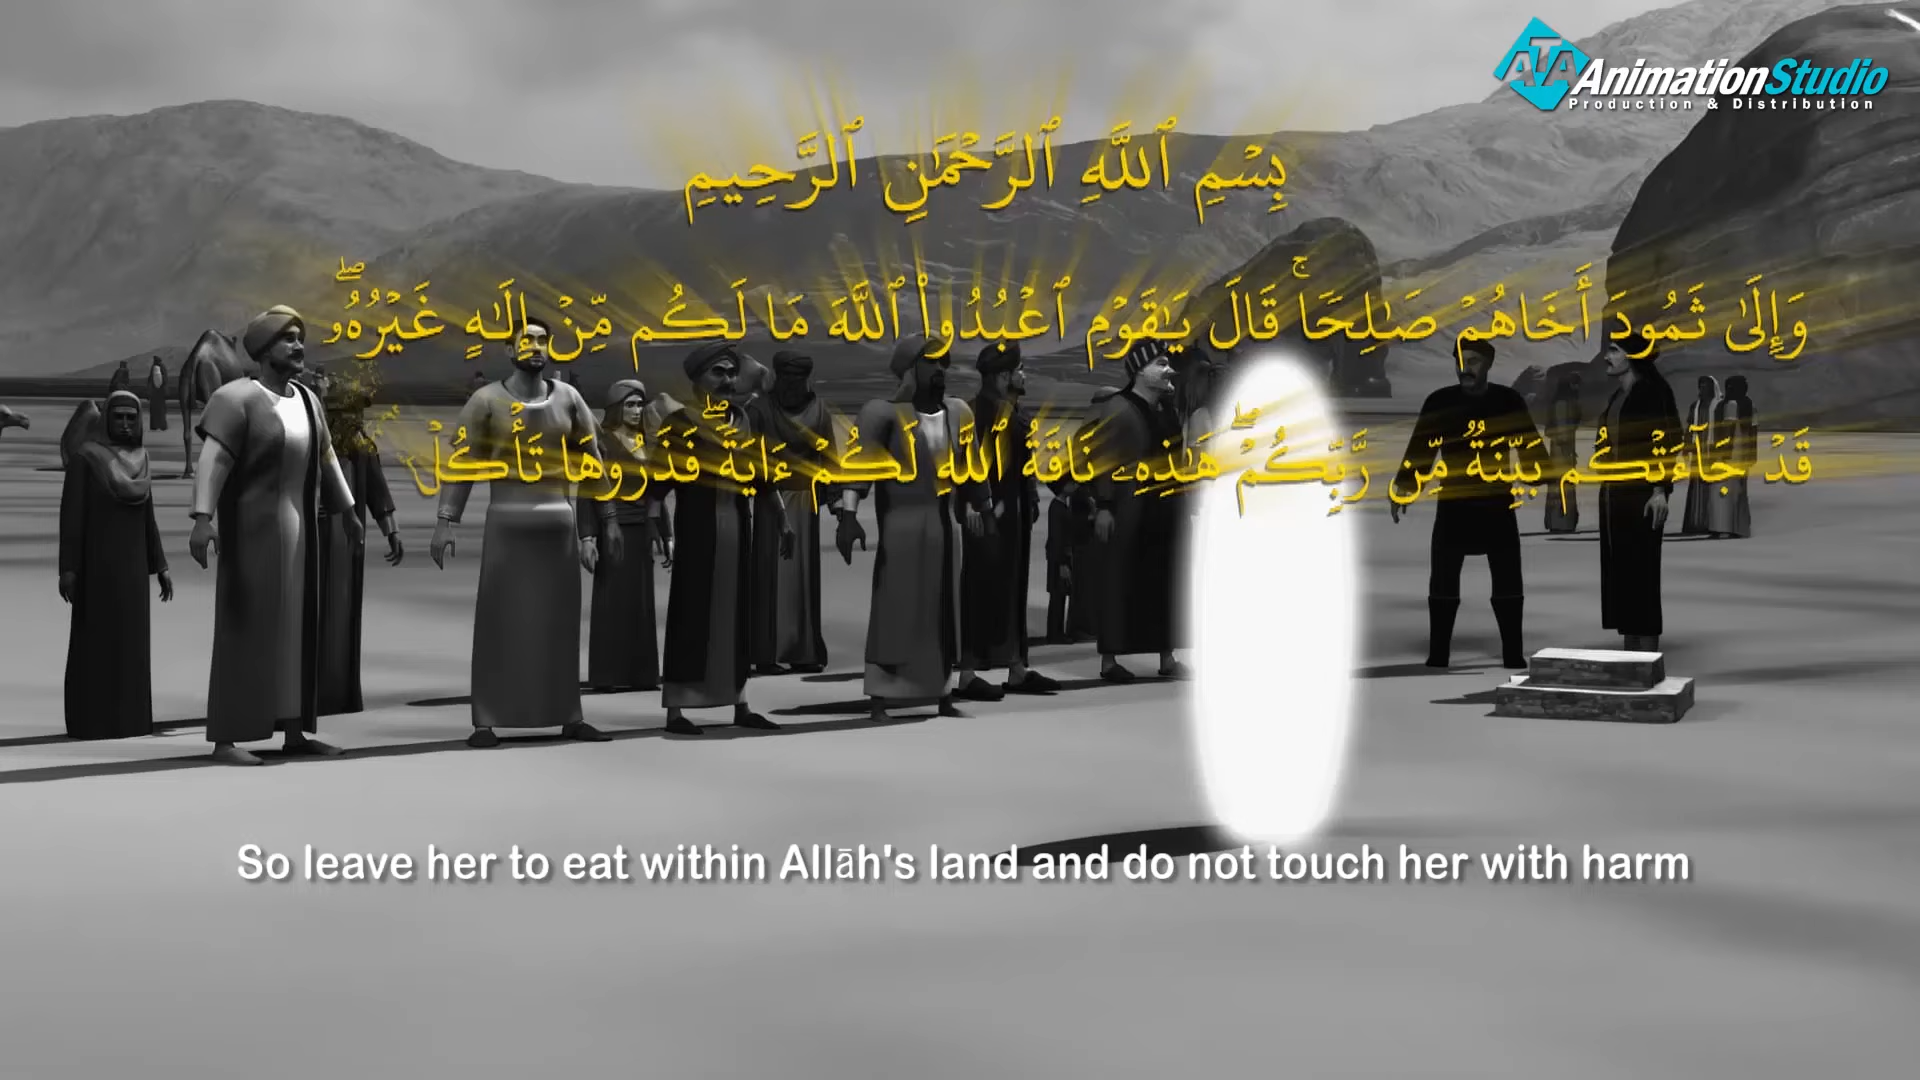 ATA AnimationStudio
Production & Distribution
بِسْمِ ٱللَّهِ ٱلرَّحْمَٰنِ ٱلرَّحِيمِ
وَإِلَىٰ ثَمُودَ أَخَاهُمْ صَٰلِحًاۚ قَالَ يَٰقَوْمِ ٱعْبُدُوا۟ ٱللَّهَ مَا لَكُم مِّنْ إِلَٰهٍ غَيْرُهُۥۖ
قَدْ جَآءَتْكُم بَيِّنَةٌ مِّن رَّبِّكُمْۖ هَٰذِهِۦ نَاقَةُ ٱللَّهِ لَكُمْ ءَايَةًۖ فَذَرُوهَا تَأْكُلْ
So leave her to eat within Allāh's land and do not touch her with harm